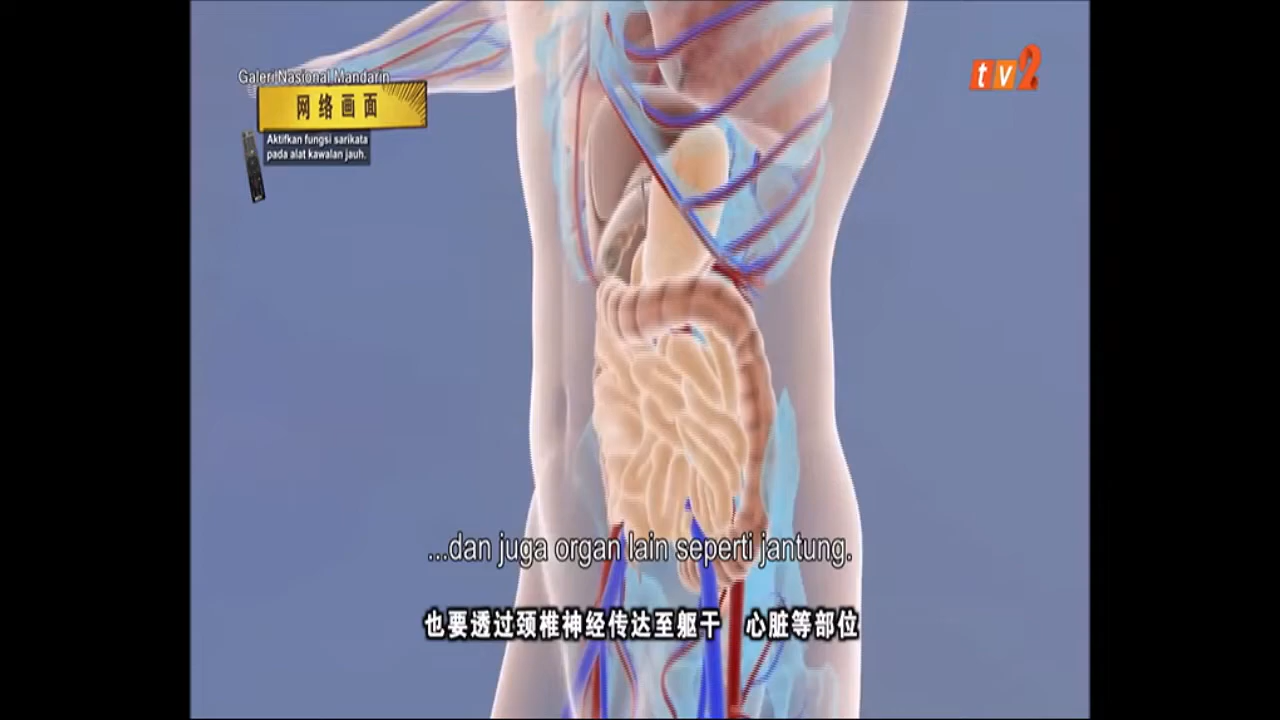 Galeri Nasional Mandarin
tv2
网络画面
Aktifkan fungsi sarikata
pada alat kawalan jauh.
...dan juga organ lain seperti jantung.
也要透过颈椎神经传达至躯干 心脏等部位